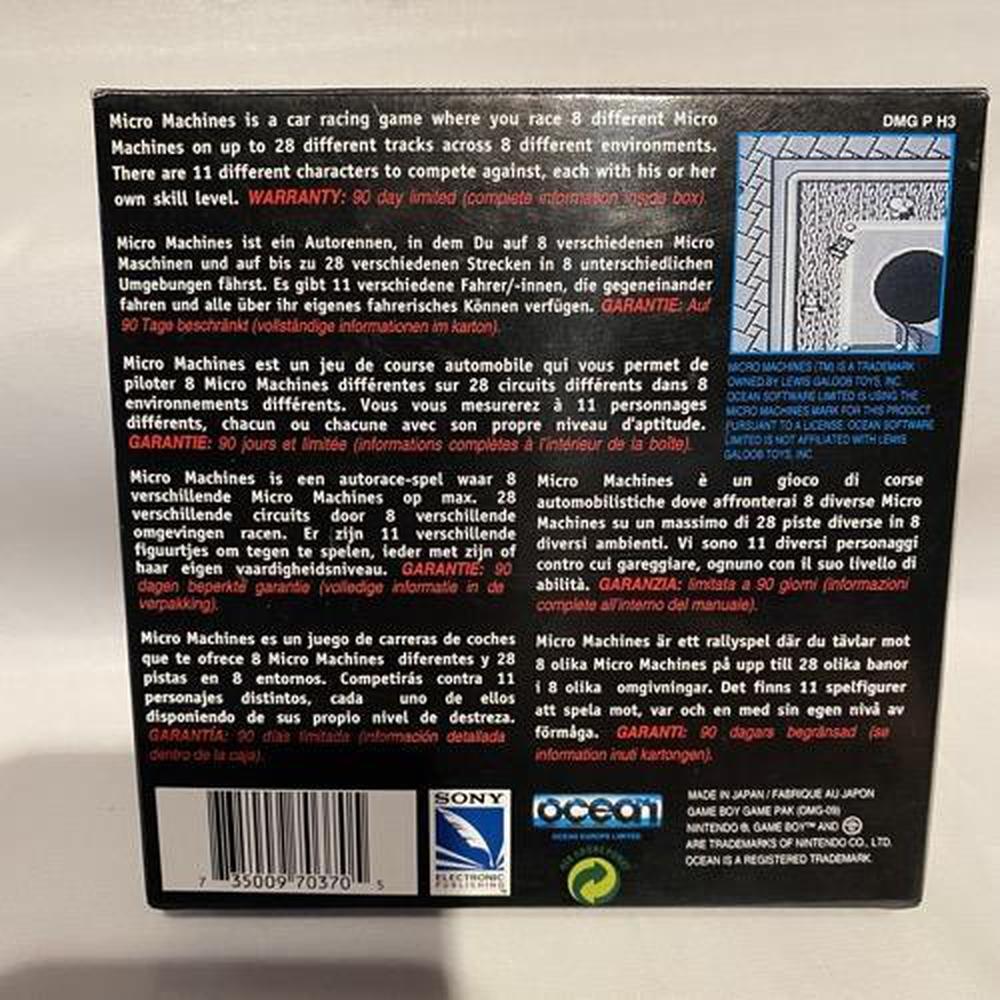 Micro Machines is a car racing game where you race 8 different Micro
Machines on up to 28 different tracks across 8 different environments.
There are 11 different characters to compete against, each with his or her
own skill level. WARRANTY: 90 day limited (complete information inside box).
DMG P H3
Micro Machines ist ein Autorennen, in dem Du auf 8 verschiedenen Micro
Maschinen und auf bis zu 28 verschiedenen Strecken in 8 unterschiedlichen
Umgebungen fährst. Es gibt 11 verschiedene Fahrer/-innen, die gegeneinander
fahren und alle über ihr eigenes fahrerisches Können verfügen. GARANTIE: Auf
90 Tage beschränkt (vollständige informationen im karton).
Micro Machines est un jeu de course automobile qui vous permet de
piloter 8 Micro Machines différentes sur 28 circuits différents dans 8
environnements différents. Vous vous mesurerez à 11 personnages
différents, chacun ou chacune avec son propre niveau d'aptitude.
GARANTIE: 90 jours et limitée (informations complètes à l'intérieur de la boîte).
MICRO MACHINES (TM) IS A TRADEMARK
OWNED BY LEWIS GALOOB TOYS, INC.
OCEAN SOFTWARE LIMITED IS USING THE
MICRO MACHINES MARK FOR THIS PRODUCT
PURSUANT TO A LICENSE. OCEAN SOFTWARE
LIMITED IS NOT AFFILIATED WITH LEWIS
GALOOB TOYS, INC.
Micro Machines is een autorace-spel waar 8
verschillende Micro Machines op max. 28
verschillende circuits door 8 verschillende
omgevingen racen. Er zijn 11 verschillende
figuurtjes om tegen te spelen, ieder met zijn of
haar eigen vaardigheidsniveau. GARANTIE: 90
dagen beperkte garantie (volledige informatie in de
verpakking).
Micro Machines è un gioco di corse
automobilistiche dove affronterai 8 diverse Micro
Machines su un massimo di 28 piste diverse in 8
diversi ambienti. Vi sono 11 diversi personaggi
contro cui gareggiare, ognuno con il suo livello di
abilità. GARANZIA: limitata a 90 giorni (informazioni
complete all'interno del manuale).
Micro Machines es un juego de carreras de coches
que te ofrece 8 Micro Machines diferentes y 28
pistas en 8 entornos. Competirás contra 11
personajes distintos, cada uno de ellos
disponiendo de sus propio nivel de destreza.
GARANTÍA: 90 días limitada (información detallada
dentro de la caja).
Micro Machines är ett rallyspel där du tävlar mot
8 olika Micro Machines på upp till 28 olika banor
i 8 olika omgivningar. Det finns 11 spelfigurer
att spela mot, var och en med sin egen nivå av
förmåga. GARANTI: 90 dagars begränsad (se
information inuti kartongen).
7 35009 70370 5
SONY
ELECTRONIC
PUBLISHING
ocean
OCEAN EUROPE LIMITED
DER GRÜNE PUNKT
MADE IN JAPAN / FABRIQUE AU JAPON
GAME BOY GAME PAK (DMG-09)
NINTENDO ®, GAME BOY™ AND
ARE TRADEMARKS OF NINTENDO CO., LTD.
OCEAN IS A REGISTERED TRADEMARK.